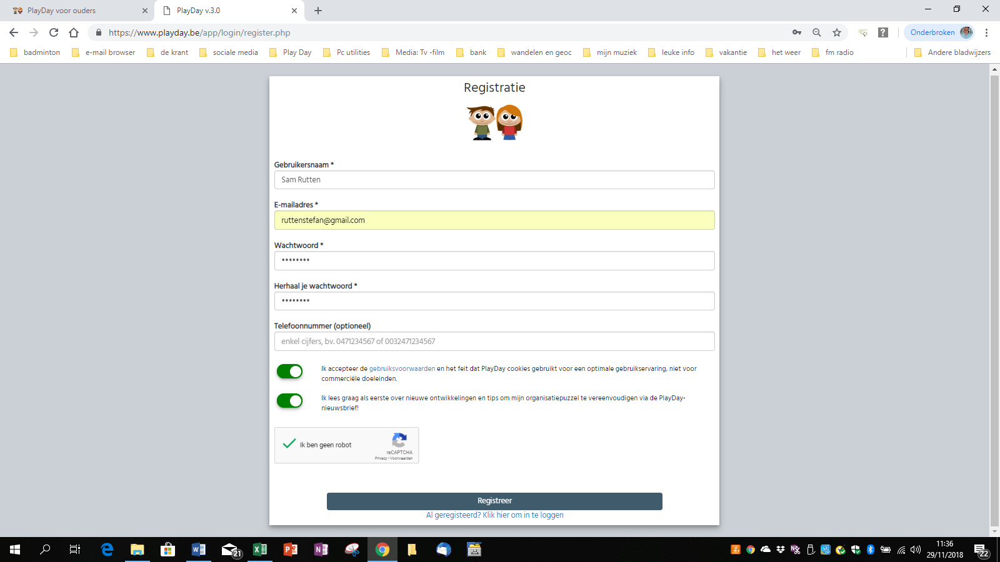 PlayDay voor ouders
PlayDay v.3.0
https://www.playday.be/app/login/register.php
Onderbroken
badminton
e-mail browser
de krant
sociale media
Play Day
Pc utilities
Media: Tv -film
bank
wandelen en geoc
mijn muziek
leuke info
vakantie
het weer
fm radio
Andere bladwijzers
Registratie
Gebruikersnaam *
Sam Rutten
E-mailadres *
ruttenstefan@gmail.com
Wachtwoord *
••••••••
Herhaal je wachtwoord *
••••••••
Telefoonnummer (optioneel)
enkel cijfers, bv. 0471234567 of 0032471234567
Ik accepteer de gebruiksvoorwaarden en het feit dat PlayDay cookies gebruikt voor een optimale gebruikservaring, niet voor
commerciële doeleinden.
Ik lees graag als eerste over nieuwe ontwikkelingen en tips om mijn organisatiepuzzel te vereenvoudigen via de PlayDay-
nieuwsbrief!
Ik ben geen robot
reCAPTCHA
Privacy - Voorwaarden
Registreer
Al geregisteerd? Klik hier om in te loggen
21
11:36
29/11/2018
22